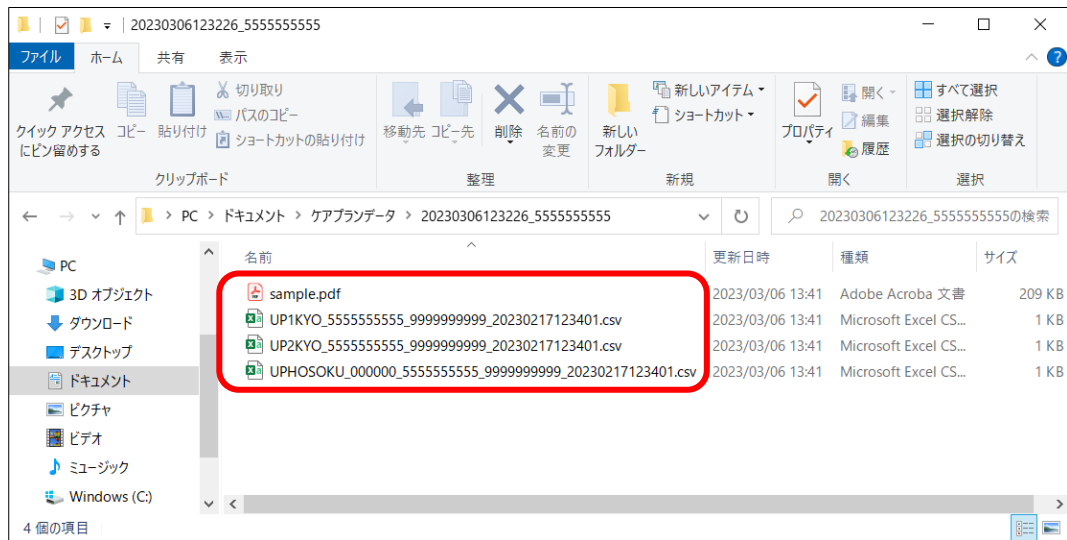 20230306123226_5555555555
ファイル ホーム 共有 表示
クイック アクセス
にピン留めする
コピー
貼り付け
切り取り
パスのコピー
ショートカットの貼り付け
移動先
コピー先
削除
名前の
変更
新しい
フォルダー
新しいアイテム
ショートカット
プロパティ
開く
編集
履歴
すべて選択
選択解除
選択の切り替え
クリップボード 整理 新規 開く 選択
PC > ドキュメント > ケアプランデータ > 20230306123226_5555555555
20230306123226_5555555555の検索
PC
3D オブジェクト
ダウンロード
デスクトップ
ドキュメント
ピクチャ
ビデオ
ミュージック
Windows (C:)
名前 更新日時 種類 サイズ
sample.pdf 2023/03/06 13:41 Adobe Acroba 文書 209 KB
UP1KYO_5555555555_9999999999_20230217123401.csv 2023/03/06 13:41 Microsoft Excel CS... 1 KB
UP2KYO_5555555555_9999999999_20230217123401.csv 2023/03/06 13:41 Microsoft Excel CS... 1 KB
UPHOSOKU_000000_5555555555_9999999999_20230217123401.csv 2023/03/06 13:41 Microsoft Excel CS... 1 KB
4 個の項目